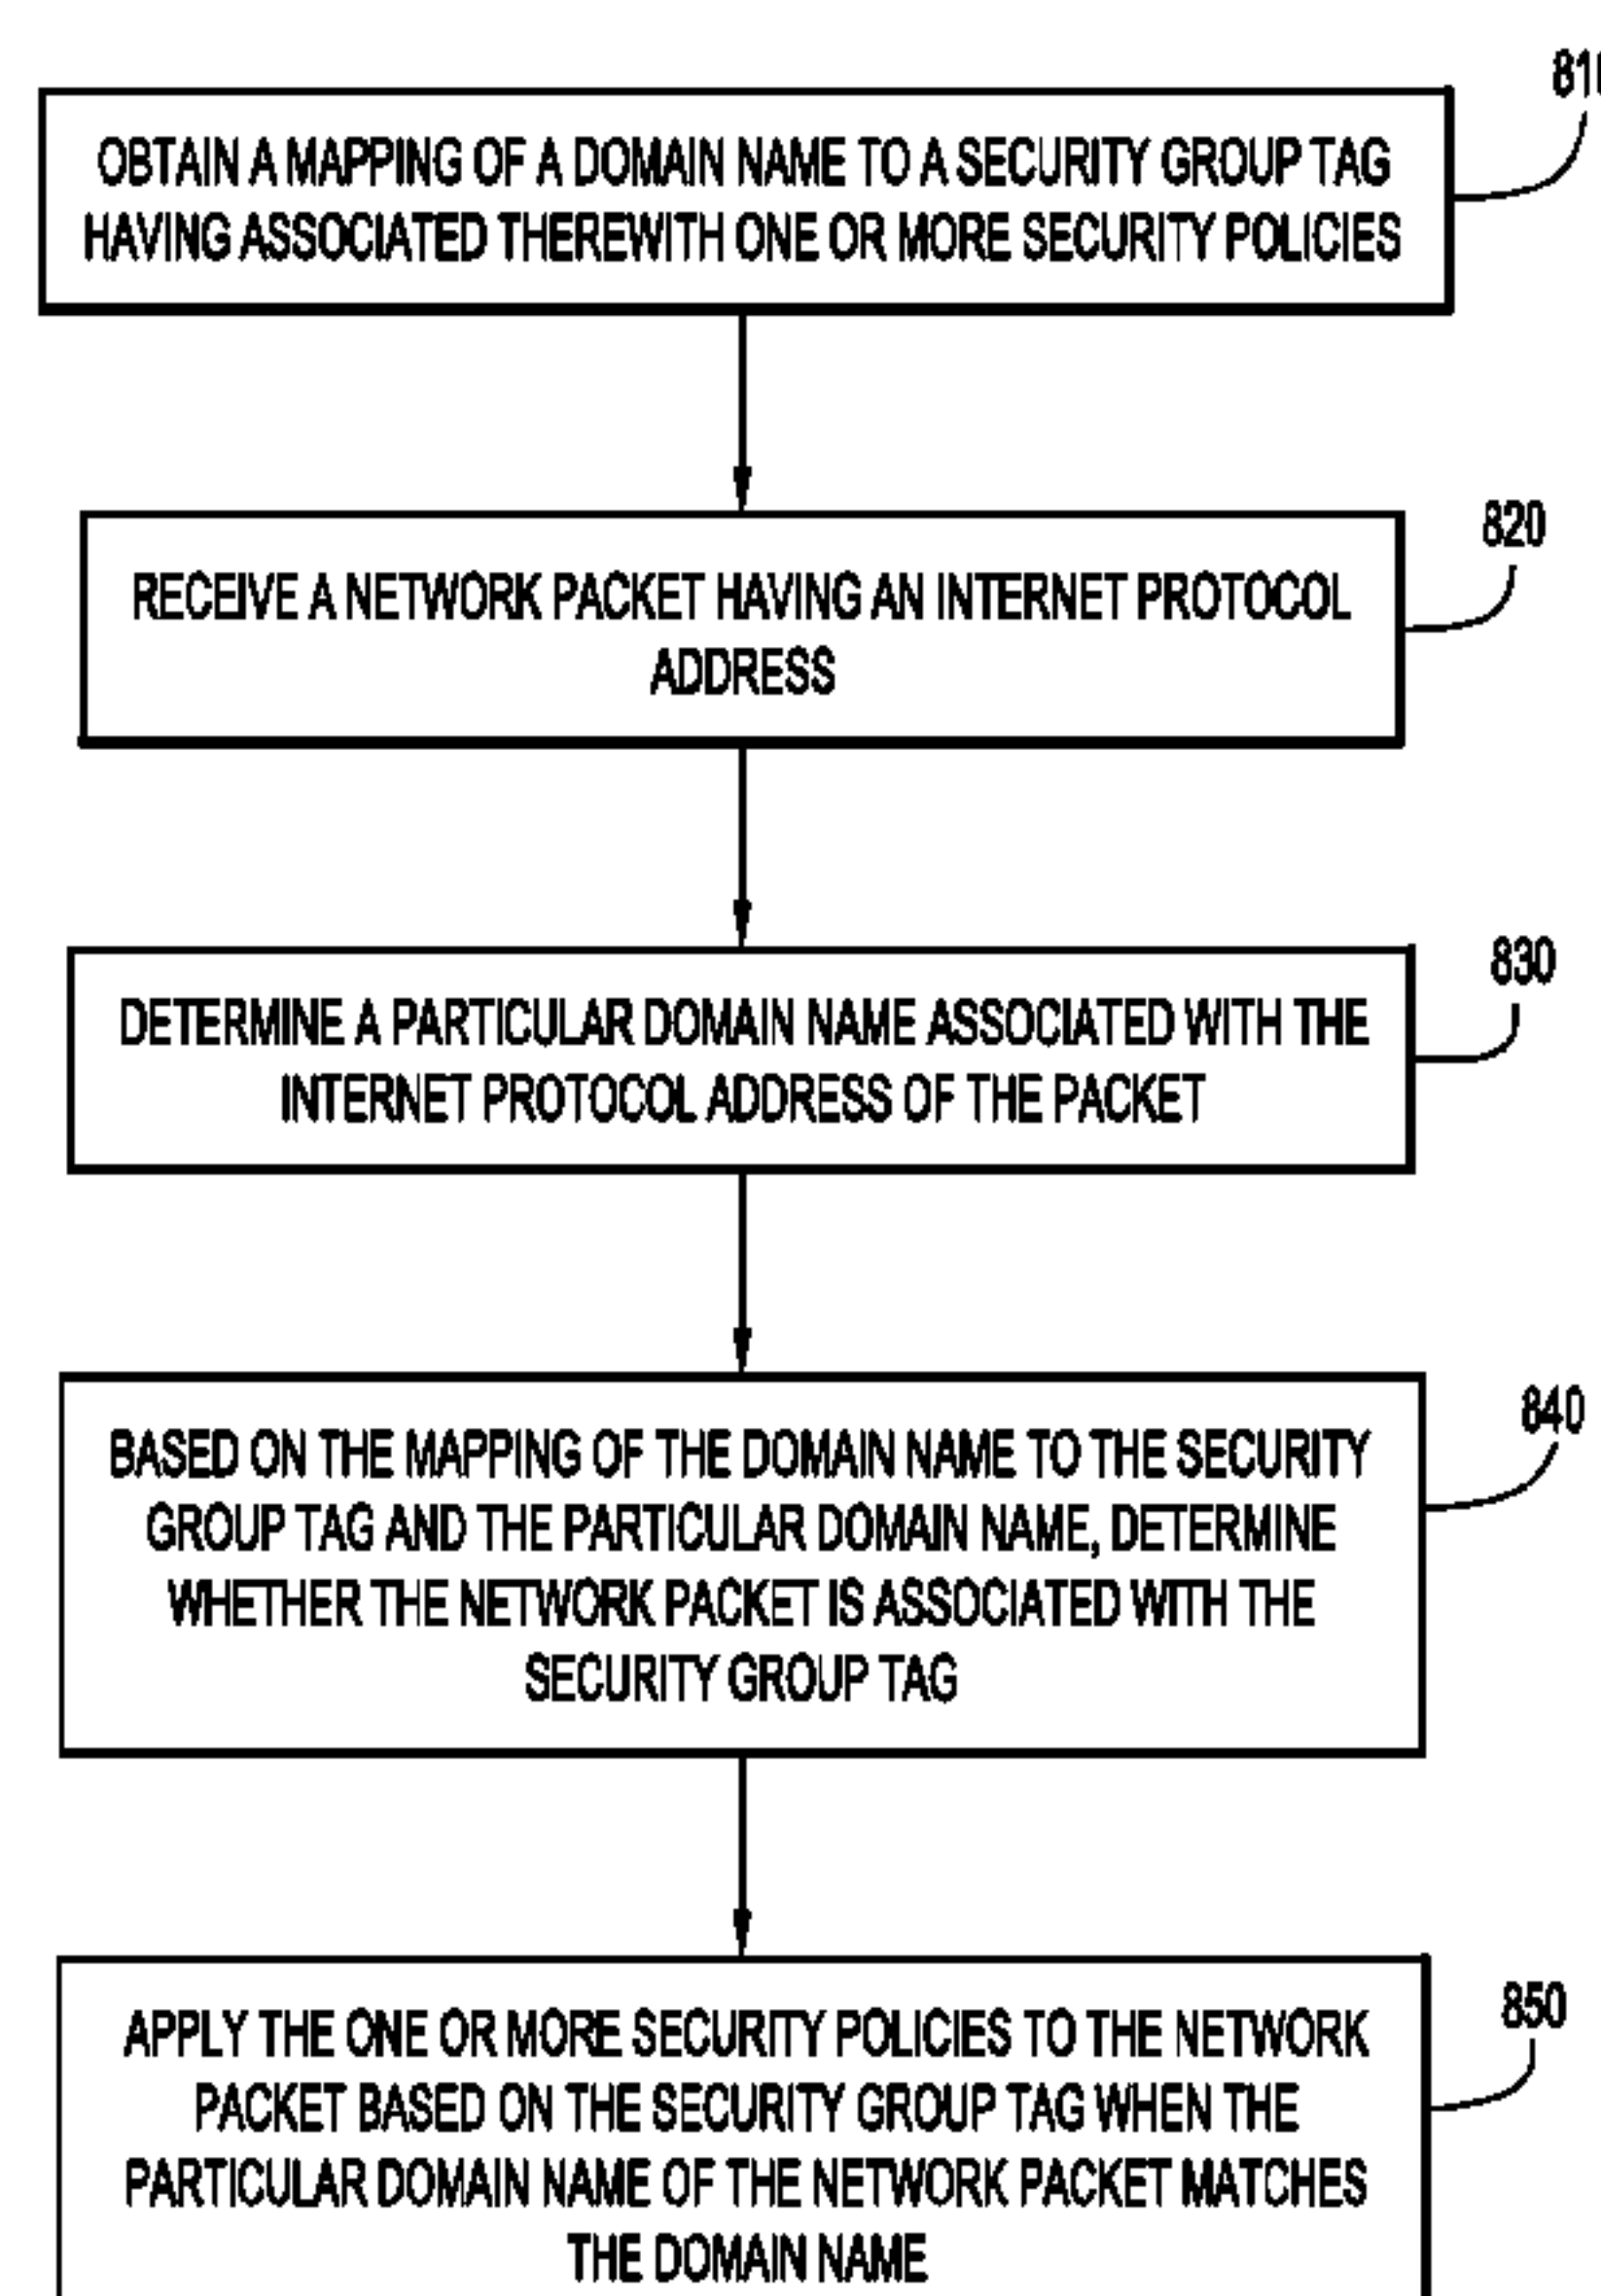 810
OBTAIN A MAPPING OF A DOMAIN NAME TO A SECURITY GROUP TAG
HAVING ASSOCIATED THEREWITH ONE OR MORE SECURITY POLICIES
820
RECEIVE A NETWORK PACKET HAVING AN INTERNET PROTOCOL
ADDRESS
830
DETERMINE A PARTICULAR DOMAIN NAME ASSOCIATED WITH THE
INTERNET PROTOCOL ADDRESS OF THE PACKET
840
BASED ON THE MAPPING OF THE DOMAIN NAME TO THE SECURITY
GROUP TAG AND THE PARTICULAR DOMAIN NAME, DETERMINE
WHETHER THE NETWORK PACKET IS ASSOCIATED WITH THE
SECURITY GROUP TAG
850
APPLY THE ONE OR MORE SECURITY POLICIES TO THE NETWORK
PACKET BASED ON THE SECURITY GROUP TAG WHEN THE
PARTICULAR DOMAIN NAME OF THE NETWORK PACKET MATCHES
THE DOMAIN NAME